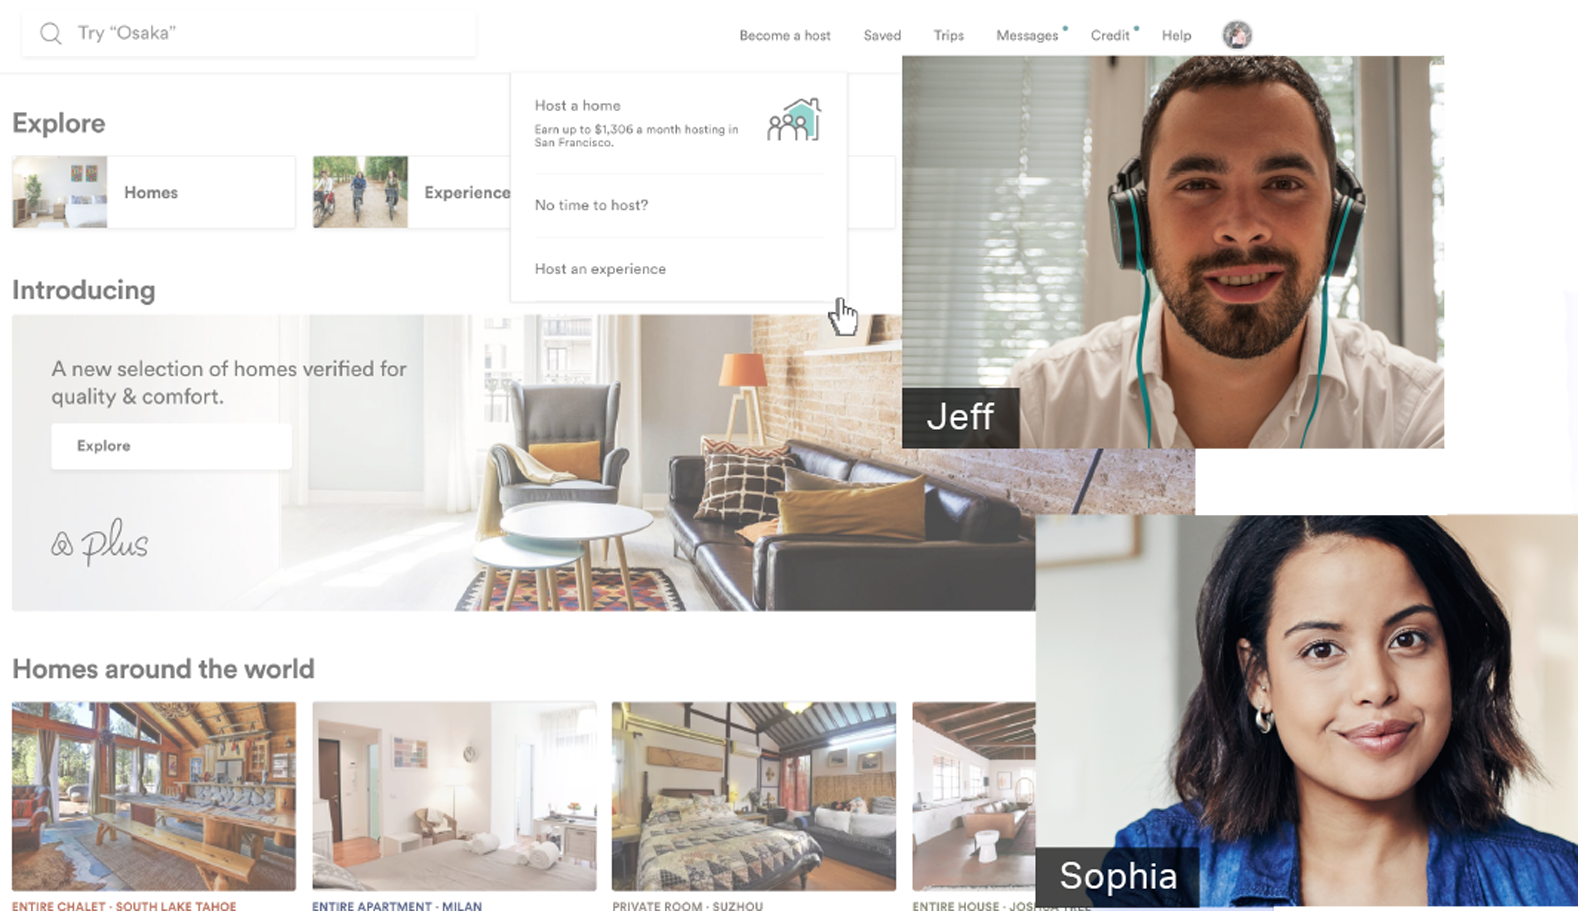 Try “Osaka”
Become a host
Saved
Trips
Messages
Credit
Help
Host a home
Earn up to $1,306 a month hosting in
San Francisco.
No time to host?
Host an experience
Explore
Homes
Experience
Introducing
A new selection of homes verified for
quality & comfort.
Explore
plus
Jeff
Sophia
Homes around the world
ENTIRE CHALET · SOUTH LAKE TAHOE
ENTIRE APARTMENT · MILAN
PRIVATE ROOM · SUZHOU
ENTIRE HOUSE · JOSHUA TREE